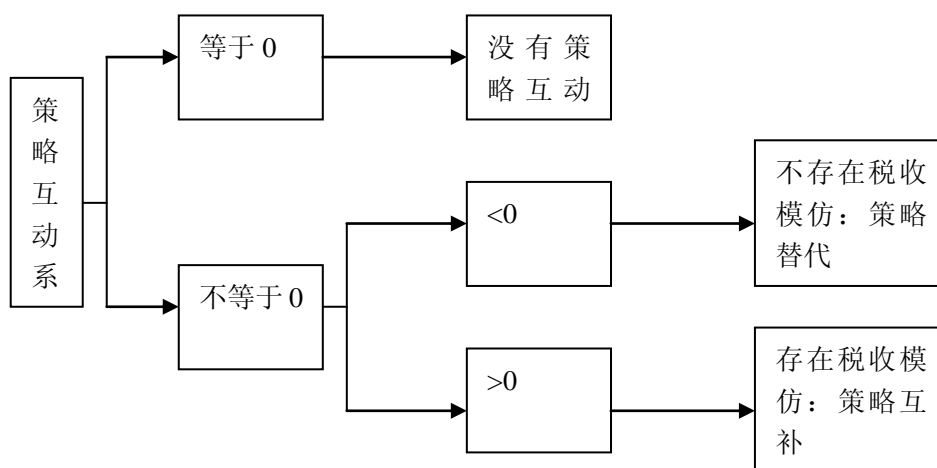 等于 0
没有策
略互动
策
略
互
动
系
不存在税收
模仿：策略
替代
<0
不等于 0
存在税收模
仿：策略互
补
>0